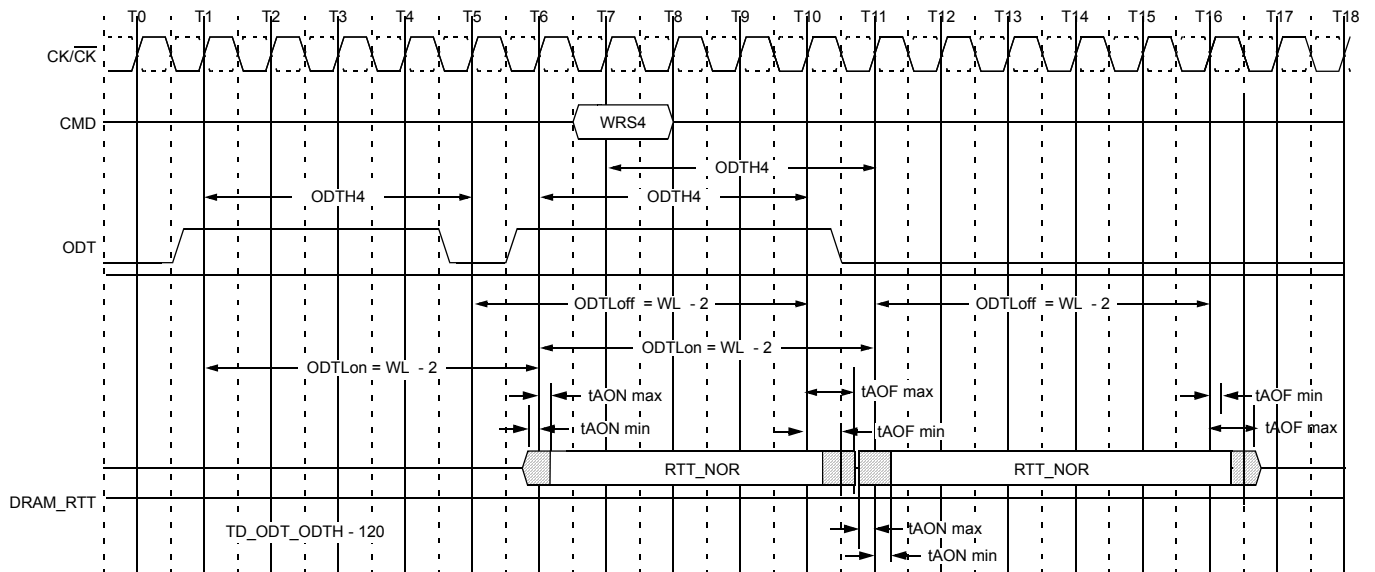 T0 T1 T2 T3 T4 T5 T6 T7 T8 T9 T10 T11 T12 T13 T14 T15 T16 T17 T18
CK/C̅K̅
CMD
WRS4
ODTH4
ODTH4
ODTH4
ODT
ODTLoff = WL - 2
ODTLoff = WL - 2
ODTLon = WL - 2
ODTLon = WL - 2
tAON max
tAOF max
tAOF min
tAON min
tAOF min
tAOF max
RTT_NOR
RTT_NOR
DRAM_RTT
TD_ODT_ODTH - 120
tAON max
tAON min